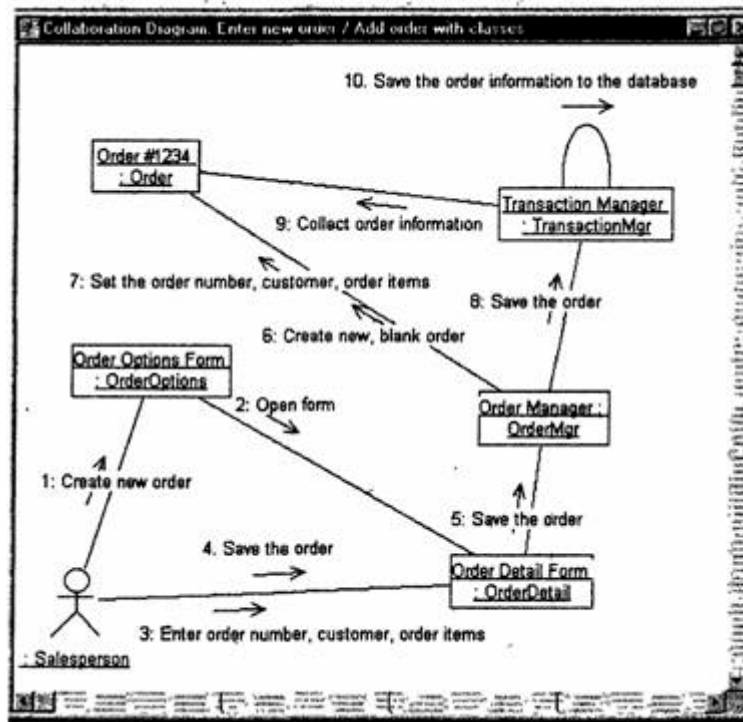 Collaboration Diagram: Enter new order / Add order with classes
10. Save the order information to the database
Order #1234
: Order
Transaction Manager
: TransactionMgr
9: Collect order information
7: Set the order number, customer, order items
8: Save the order
6: Create new, blank order
Order Options Form
: OrderOptions
2: Open form
Order Manager :
OrderMgr
1: Create new order
5: Save the order
4. Save the order
Order Detail Form
: OrderDetail
3: Enter order number, customer, order items
: Salesperson